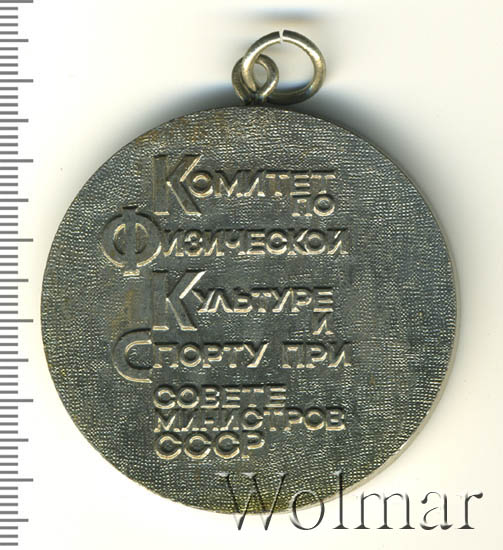 Комитет
по
Физической
Культуре
и
Спорту при
Совете
Министров
СССР
Wolmar